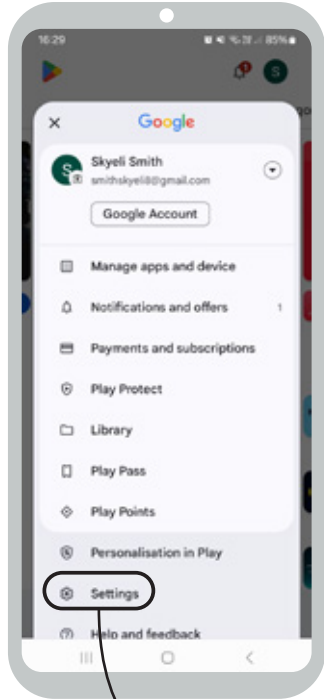 16:29
85%
Google
S
Skyeli Smith
smithskyeli8@gmail.com
Google Account
Manage apps and device
Notifications and offers 1
Payments and subscriptions
Play Protect
Library
Play Pass
Play Points
Personalisation in Play
Settings
Help and feedback